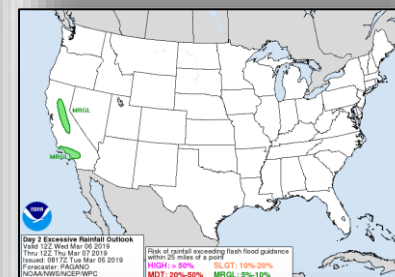 MRGL
MRGL
NOAA
Day 2 Excessive Rainfall Outlook
Valid 12Z Wed Mar 06 2019
Thru 12Z Thu Mar 07 2019
Issued: 0817Z Tue Mar 05 2019
Forecaster: PAGANO
NOAA/NWS/NCEP/WPC
Risk of rainfall exceeding flash flood guidance
within 25 miles of a point
HIGH: > 50% SLGT: 10%-20%
MDT: 20%-50% MRGL: 5%-10%